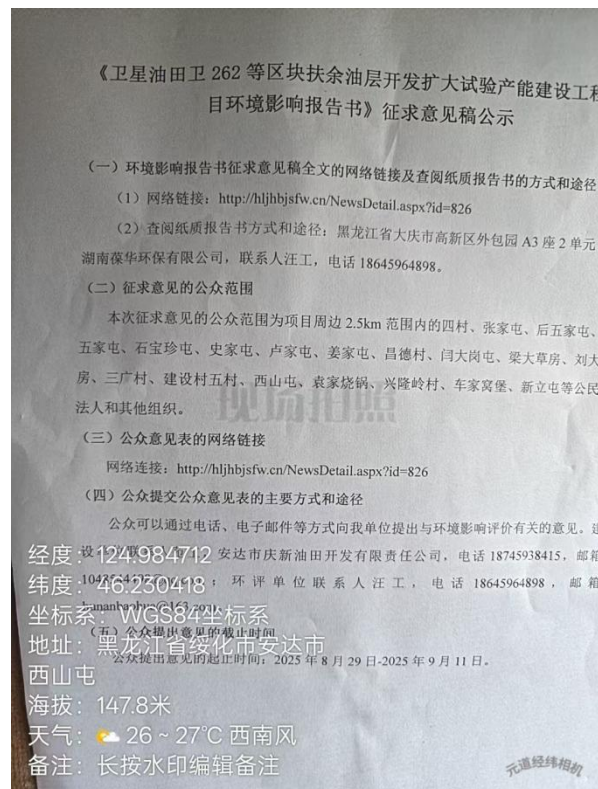 《卫星油田卫 262 等区块扶余油层开发扩大试验产能建设工程
目环境影响报告书》征求意见稿公示
（一）环境影响报告书征求意见稿全文的网络链接及查阅纸质报告书的方式和途径
（1）网络链接：http://hljhbjsfw.cn/NewsDetail.aspx?id=826
（2）查阅纸质报告书方式和途径：黑龙江省大庆市高新区外包园 A3 座 2 单元
湖南葆华环保有限公司，联系人汪工，电话 18645964898。
（二）征求意见的公众范围
本次征求意见的公众范围为项目周边 2.5km 范围内的四村、张家屯、后五家屯、
五家屯、石宝珍屯、史家屯、卢家屯、姜家屯、昌德村、闫大岗屯、梁大草房、刘大
房、三广村、建设村五村、西山屯、袁家烧锅、兴隆岭村、车家窝堡、新立屯等公民
法人和其他组织。
现场拍照
（三）公众意见表的网络链接
网络连接：http://hljhbjsfw.cn/NewsDetail.aspx?id=826
（四）公众提交公众意见表的主要方式和途径
公众可以通过电话、电子邮件等方式向我单位提出与环境影响评价有关的意见。建
设 安达市庆新油田开发有限责任公司，电话 18745938415，邮箱
；环评单位联系人汪工，电话 18645964898，邮箱
（五）公众提出意见的截止时间
公众提出意见的起止时间：2025 年 8 月 29 日-2025 年 9 月 11 日。
经度：124.984712
纬度：46.230418
坐标系：WGS84坐标系
地址：黑龙江省绥化市安达市
西山屯
海拔：147.8米
天气：26 ~ 27℃ 西南风
备注：长按水印编辑备注
元道经纬相机